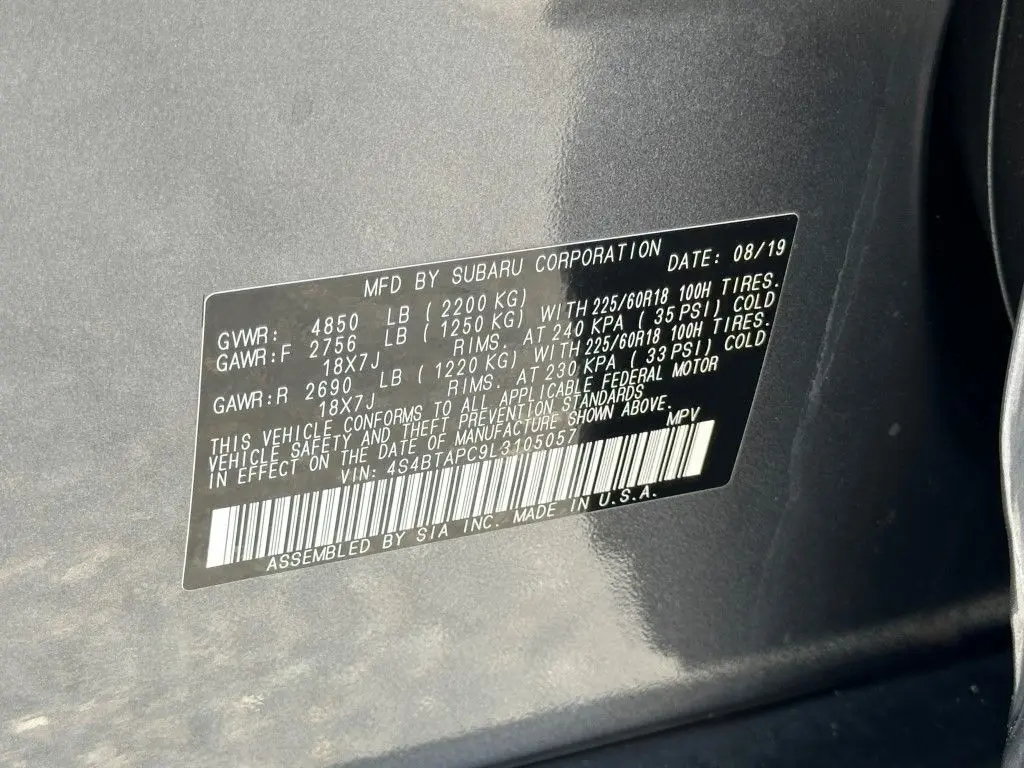 MFD BY SUBARU CORPORATION DATE: 08/19
GVWR: 4850 LB (2200 KG)
GAWR:F 2756 LB (1250 KG) WITH 225/60R18 100H TIRES.
18X7J RIMS. AT 240 KPA (35 PSI) COLD
GAWR:R 2690 LB (1220 KG) WITH 225/60R18 100H TIRES.
18X7J RIMS. AT 230 KPA (33 PSI) COLD
THIS VEHICLE CONFORMS TO ALL APPLICABLE FEDERAL MOTOR
VEHICLE SAFETY AND THEFT PREVENTION STANDARDS
IN EFFECT ON THE DATE OF MANUFACTURE SHOWN ABOVE.
VIN: 4S4BTAPC9L3105057 MPV
ASSEMBLED BY SIA INC. MADE IN U.S.A.